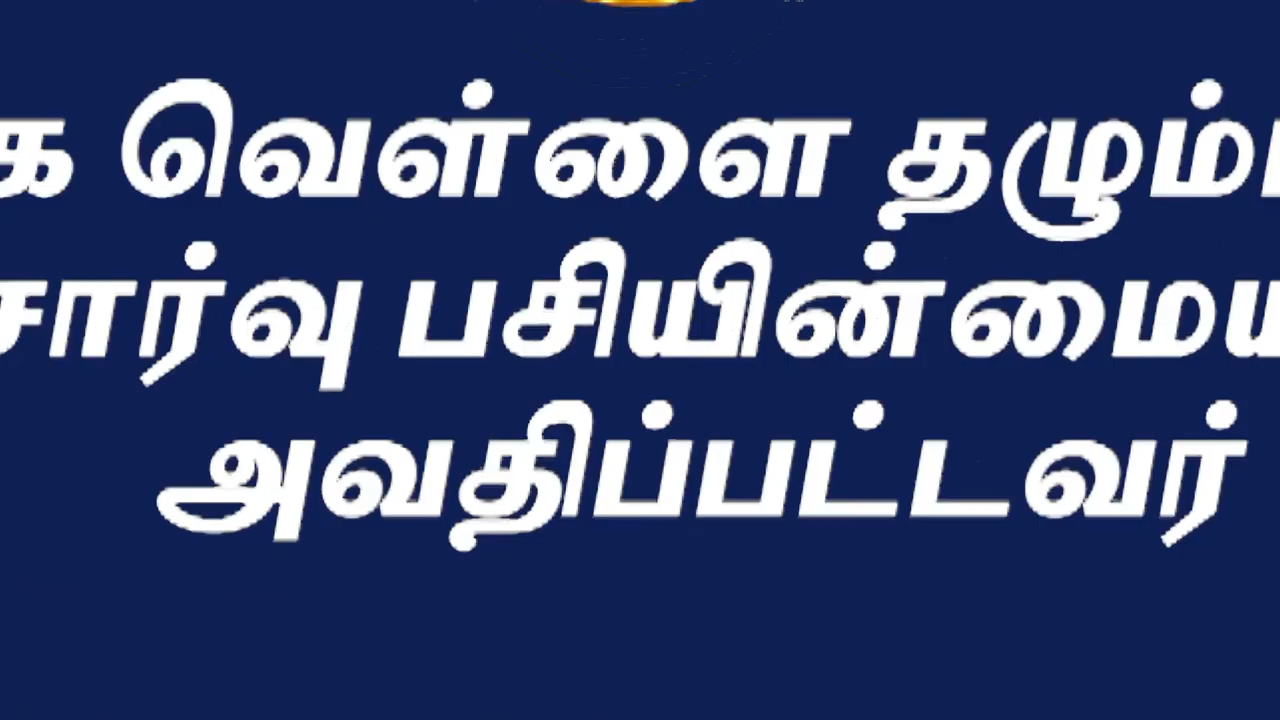 க வெள்ளை தழும்
சார்வு பசியின்மைய
அவதிப்பட்டவர்